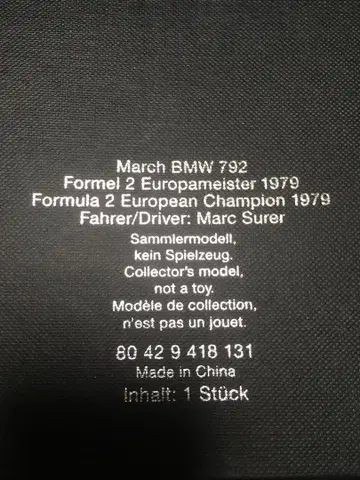 March BMW 792
Formel 2 Europameister 1979
Formula 2 European Champion 1979
Fahrer/Driver: Marc Surer
Sammlermodell,
kein Spielzeug.
Collector's model,
not a toy.
Modèle de collection,
n'est pas un jouet.
80 42 9 418 131
Made in China
Inhalt: 1 Stück